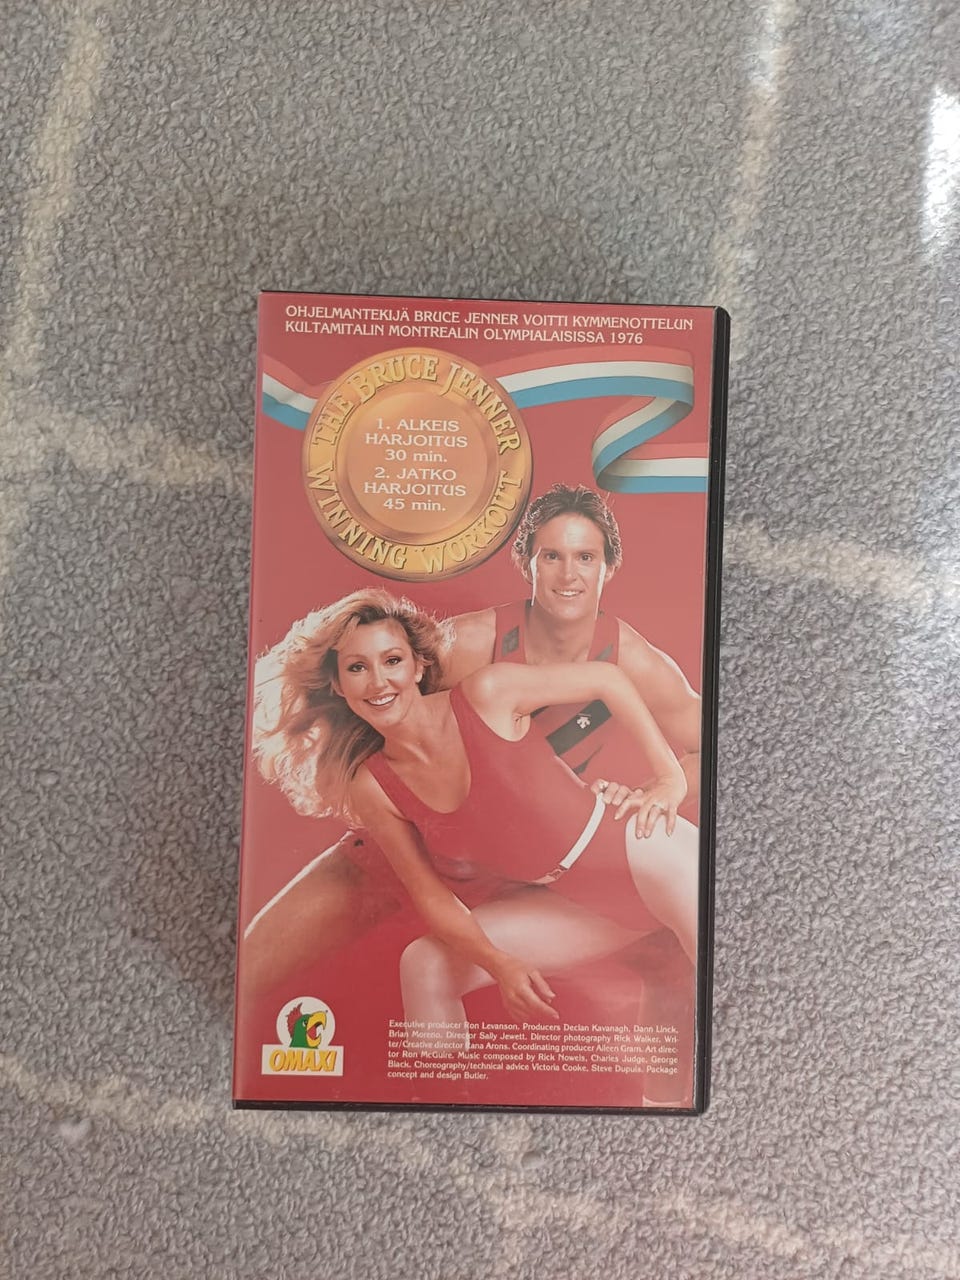 OHJELMANTEKIJÄ BRUCE JENNER VOITTI KYMMENOTTELUN
KULTAMITALIN MONTREALIN OLYMPIALAISISSA 1976
THE BRUCE JENNER
1. ALKEIS
HARJOITUS
30 min.
2. JATKO
HARJOITUS
45 min.
WINNING WORKOUT
OMAXI
Executive producer Ron Levanson. Producers Declan Kavanagh, Dann Linck,
Brian Moreno. Director Sally Jewett. Director photography Rick Walker. Wri-
ter/Creative director Rana Arons. Coordinating producer Aileen Gram. Art direc-
tor Ron McGuire. Music composed by Rick Nowels, Charles Judge, George
Black. Choreography/technical advice Victoria Cooke, Steve Dupuis. Package
concept and design Butler.